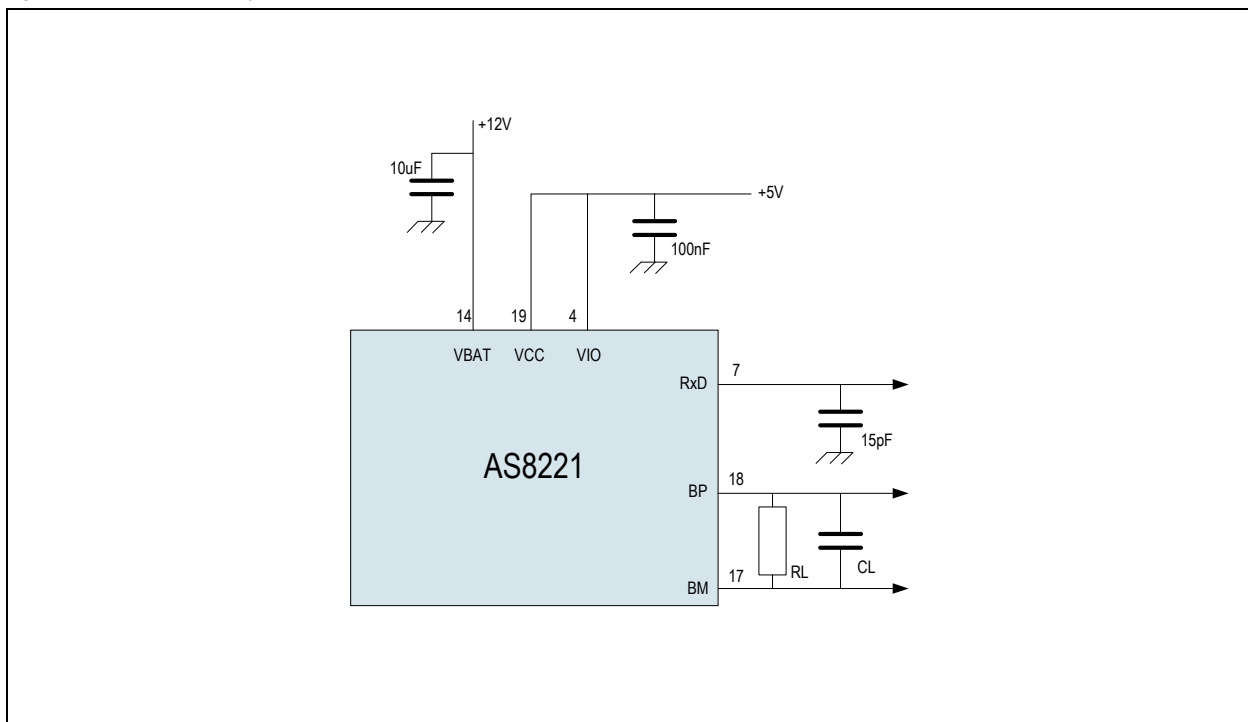 +12V
10uF
+5V
100nF
14 19 4
VBAT VCC VIO
7
RxD
15pF
AS8221
18
BP
RL CL
17
BM